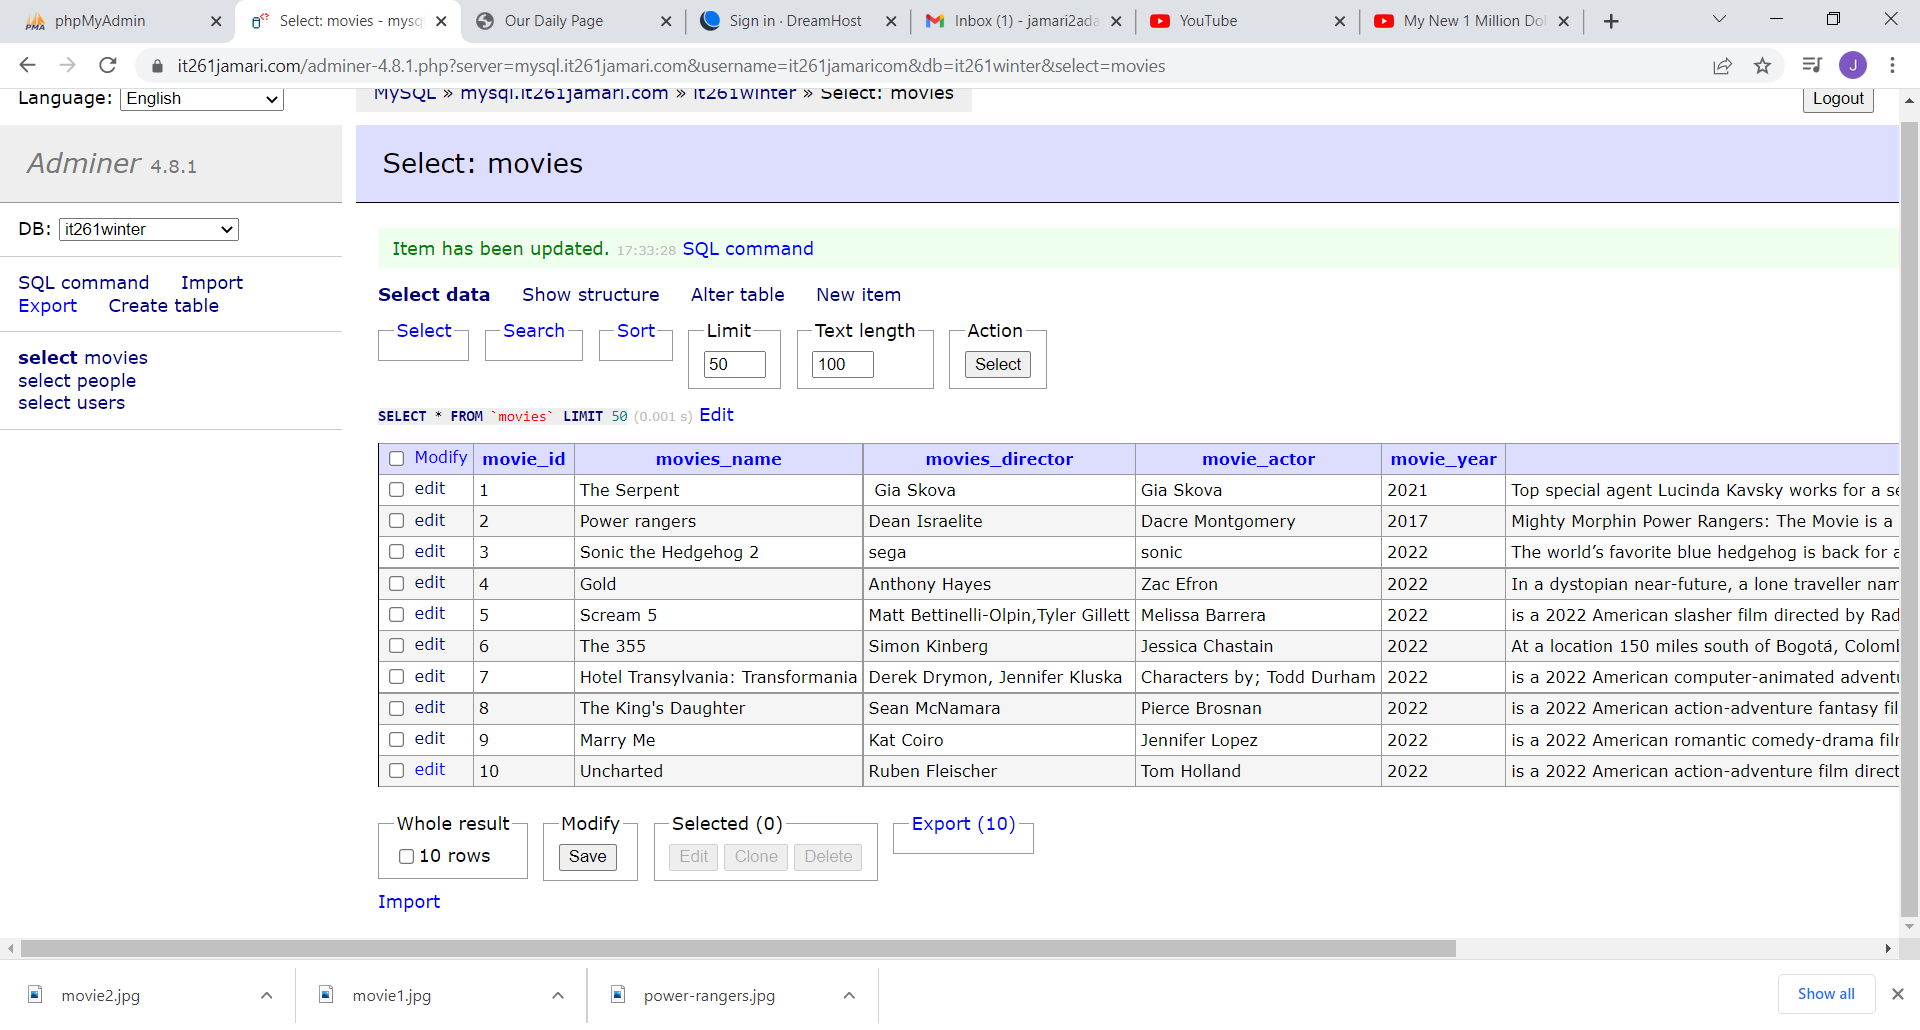 phpMyAdmin
Select: movies - mysq
Our Daily Page
Sign in · DreamHost
Inbox (1) - jamari2ada
YouTube
My New 1 Million Dol
it261jamari.com/adminer-4.8.1.php?server=mysql.it261jamari.com&username=it261jamaricom&db=it261winter&select=movies
J
Language: English
MySQL » mysql.it261jamari.com » it261winter » Select: movies
Logout
Adminer 4.8.1
Select: movies
DB: it261winter
Item has been updated. 17:33:28 SQL command
SQL command Import
Export Create table
Select data Show structure Alter table New item
Select Search Sort Limit Text length Action
50 100 Select
select movies
select people
select users
SELECT * FROM `movies` LIMIT 50 (0.001 s) Edit
Modify movie_id movies_name movies_director movie_actor movie_year
edit 1 The Serpent Gia Skova Gia Skova 2021 Top special agent Lucinda Kavsky works for a se
edit 2 Power rangers Dean Israelite Dacre Montgomery 2017 Mighty Morphin Power Rangers: The Movie is a
edit 3 Sonic the Hedgehog 2 sega sonic 2022 The world’s favorite blue hedgehog is back for a
edit 4 Gold Anthony Hayes Zac Efron 2022 In a dystopian near-future, a lone traveller nam
edit 5 Scream 5 Matt Bettinelli-Olpin,Tyler Gillett Melissa Barrera 2022 is a 2022 American slasher film directed by Rad
edit 6 The 355 Simon Kinberg Jessica Chastain 2022 At a location 150 miles south of Bogotá, Colomb
edit 7 Hotel Transylvania: Transformania Derek Drymon, Jennifer Kluska Characters by; Todd Durham 2022 is a 2022 American computer-animated adventu
edit 8 The King's Daughter Sean McNamara Pierce Brosnan 2022 is a 2022 American action-adventure fantasy fil
edit 9 Marry Me Kat Coiro Jennifer Lopez 2022 is a 2022 American romantic comedy-drama film
edit 10 Uncharted Ruben Fleischer Tom Holland 2022 is a 2022 American action-adventure film direct
Whole result Modify Selected (0) Export (10)
10 rows Save Edit Clone Delete
Import
movie2.jpg
movie1.jpg
power-rangers.jpg
Show all